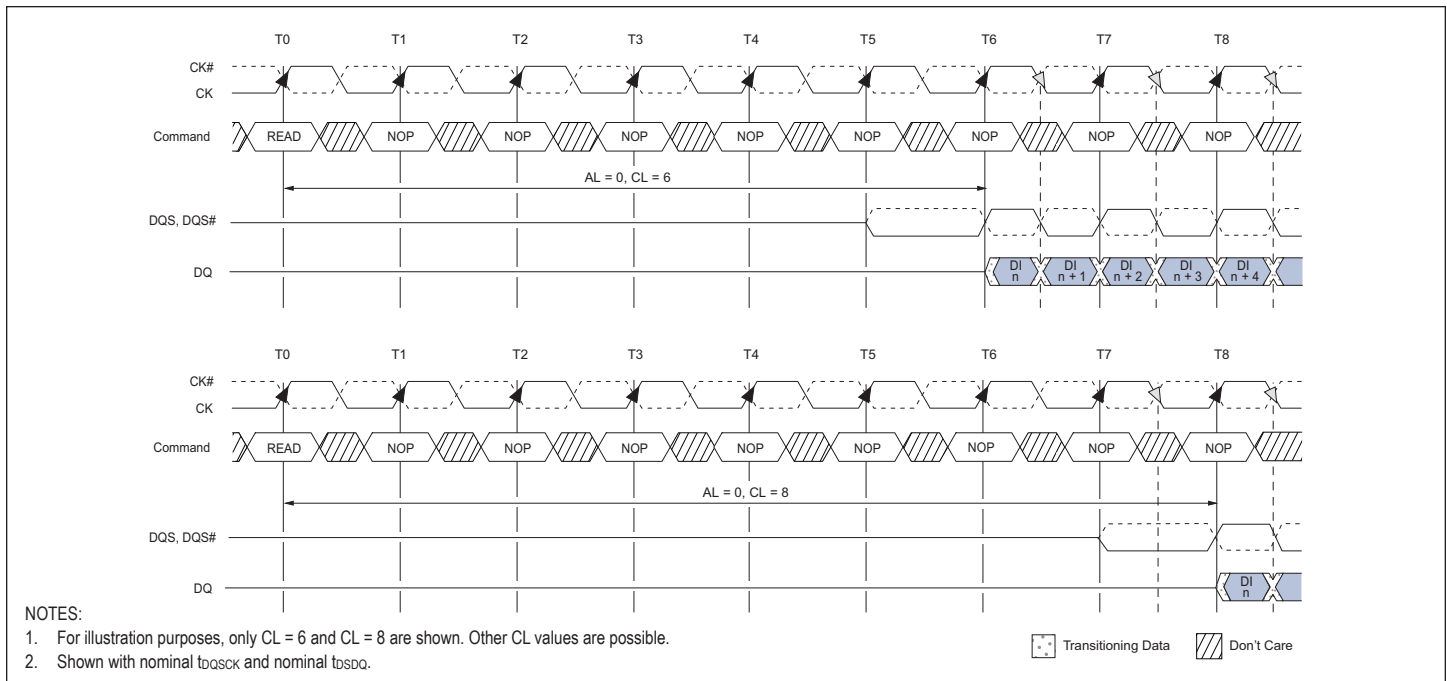 T0 T1 T2 T3 T4 T5 T6 T7 T8
CK#
CK
Command READ NOP NOP NOP NOP NOP NOP NOP NOP
AL = 0, CL = 6
DQS, DQS#
DQ DI n DI n + 1 DI n + 2 DI n + 3 DI n + 4
T0 T1 T2 T3 T4 T5 T6 T7 T8
CK#
CK
Command READ NOP NOP NOP NOP NOP NOP NOP NOP
AL = 0, CL = 8
DQS, DQS#
DQ DI n
NOTES:
1. For illustration purposes, only CL = 6 and CL = 8 are shown. Other CL values are possible.
2. Shown with nominal tDQSCK and nominal tDSDQ.
Transitioning Data Don't Care